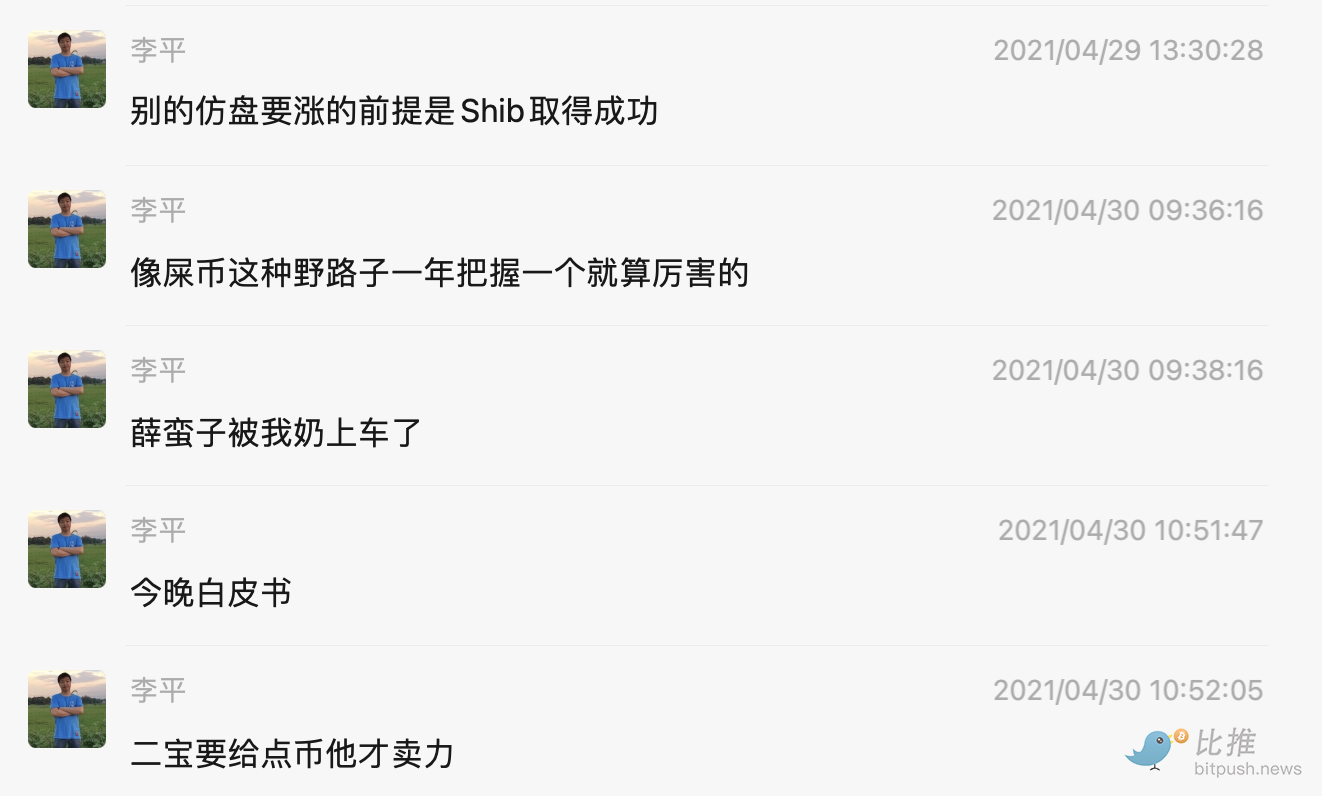 李平 2021/04/29 13:30:28
别的仿盘要涨的前提是Shib取得成功
李平 2021/04/30 09:36:16
像屎币这种野路子一年把握一个就算厉害的
李平 2021/04/30 09:38:16
薛蛮子被我奶上车了
李平 2021/04/30 10:51:47
今晚白皮书
李平 2021/04/30 10:52:05
二宝要给点币他才卖力
比推
bitpush.news